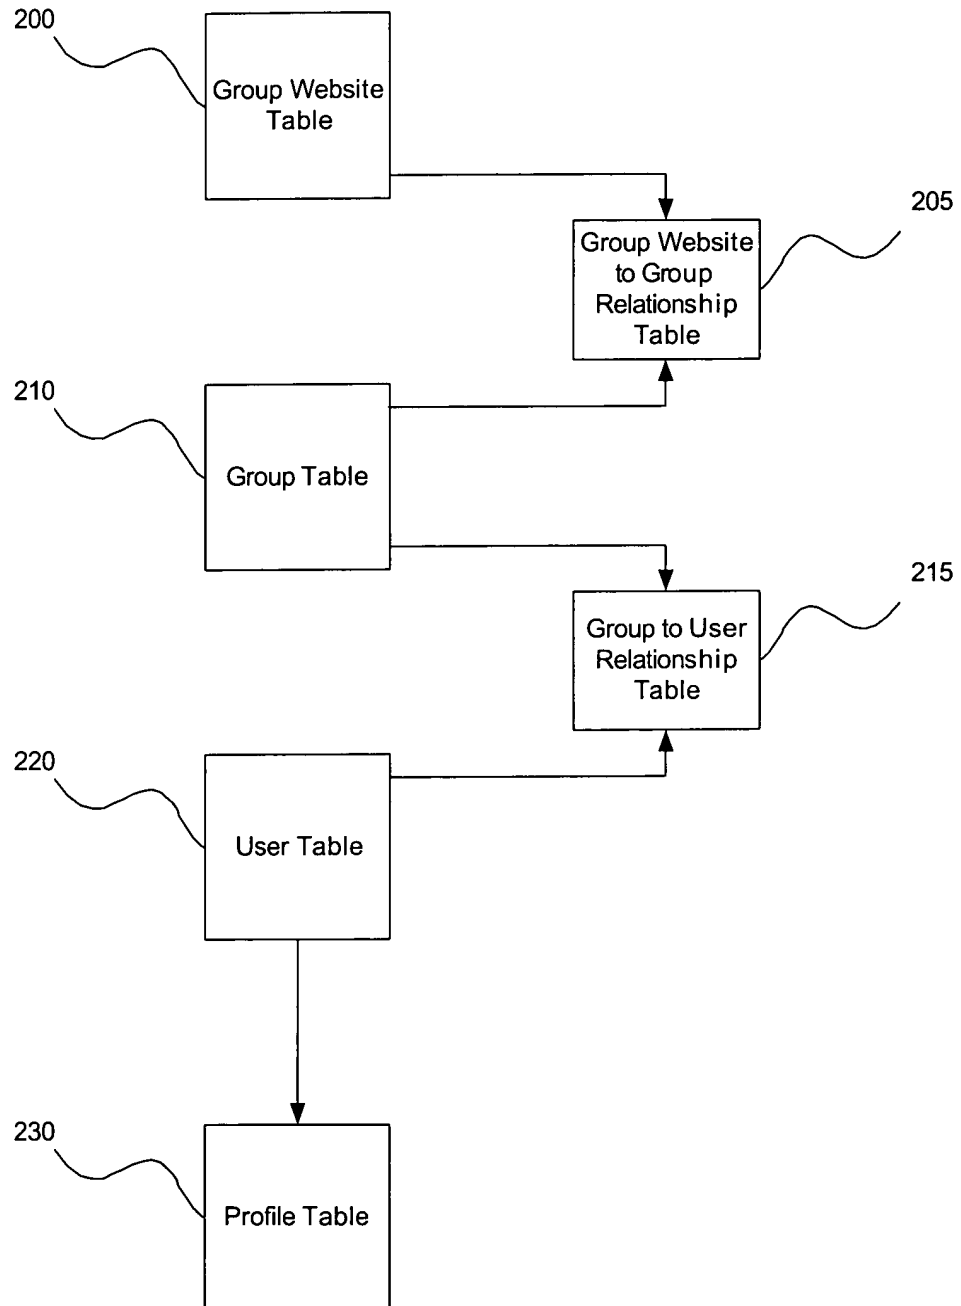 200
Group Website
Table
205
Group Website
to Group
Relationship
Table
210
Group Table
215
Group to User
Relationship
Table
220
User Table
230
Profile Table